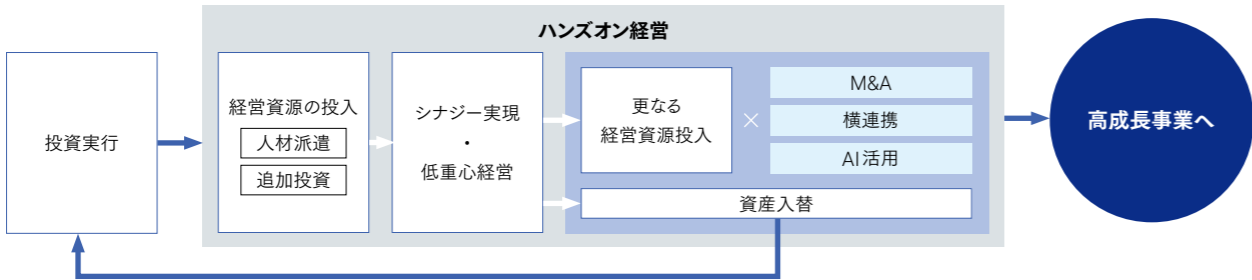 ハンズオン経営
投資実行
経営資源の投入
人材派遣
追加投資
シナジー実現
・
低重心経営
更なる
経営資源投入
×
M&A
横連携
AI活用
資産入替
高成長事業へ